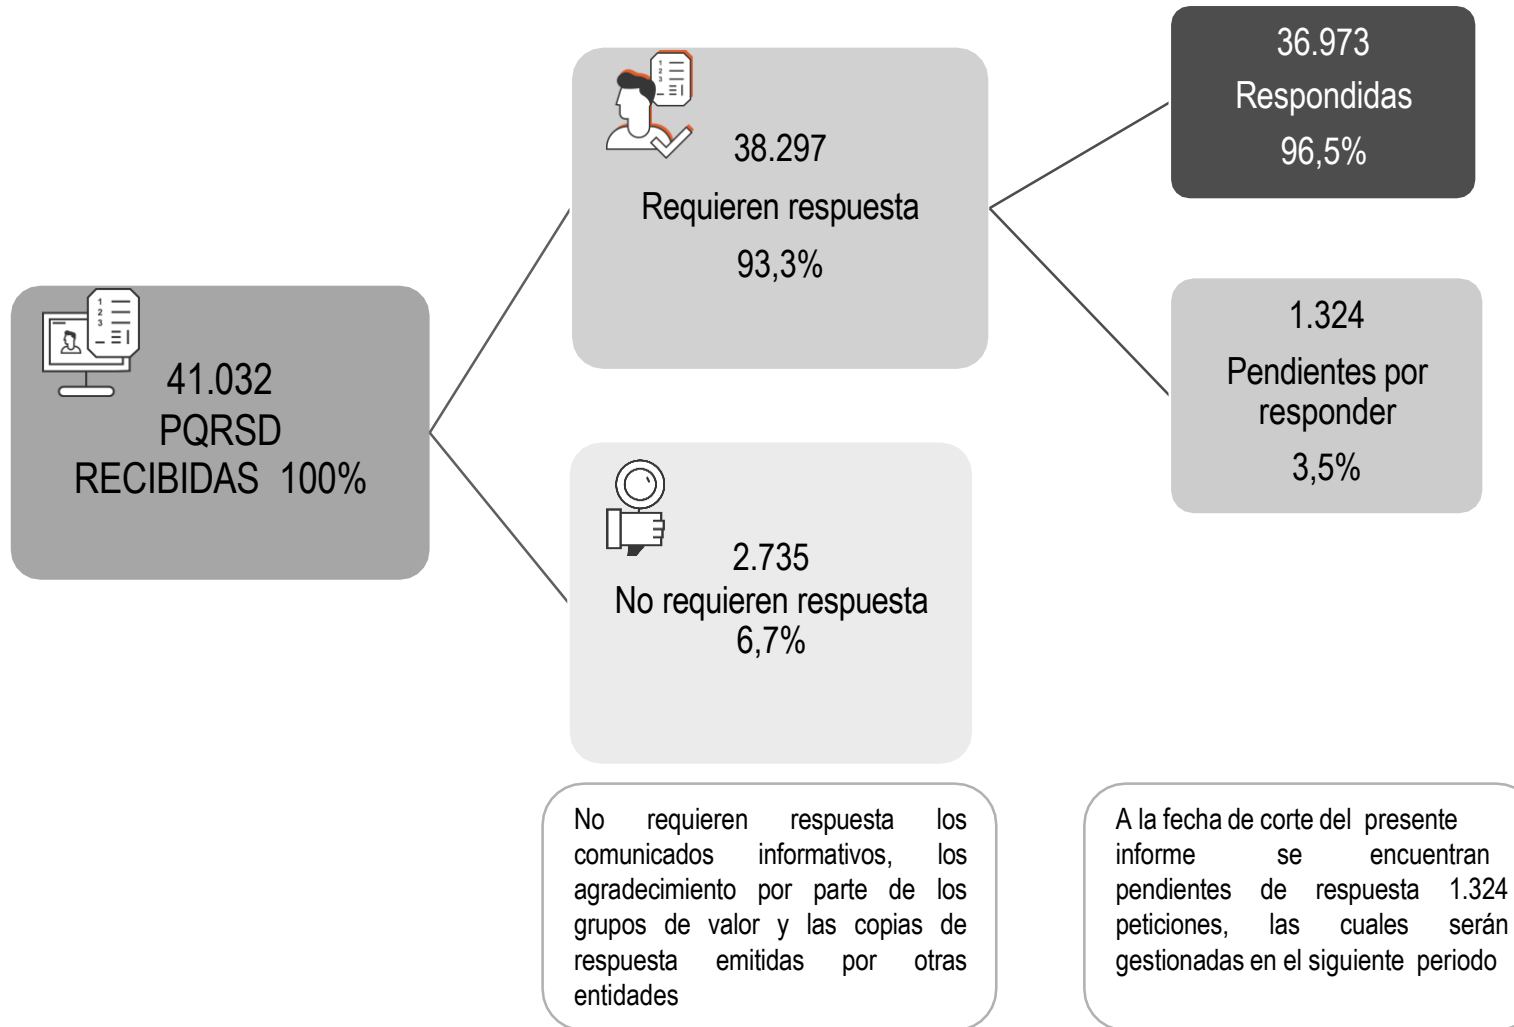 41.032
PQRSD
RECIBIDAS 100%
38.297
Requieren respuesta
93,3%
2.735
No requieren respuesta
6,7%
36.973
Respondidas
96,5%
1.324
Pendientes por
responder
3,5%
No requieren respuesta los
comunicados informativos, los
agradecimiento por parte de los
grupos de valor y las copias de
respuesta emitidas por otras
entidades
A la fecha de corte del presente
informe se encuentran
pendientes de respuesta 1.324
peticiones, las cuales serán
gestionadas en el siguiente periodo